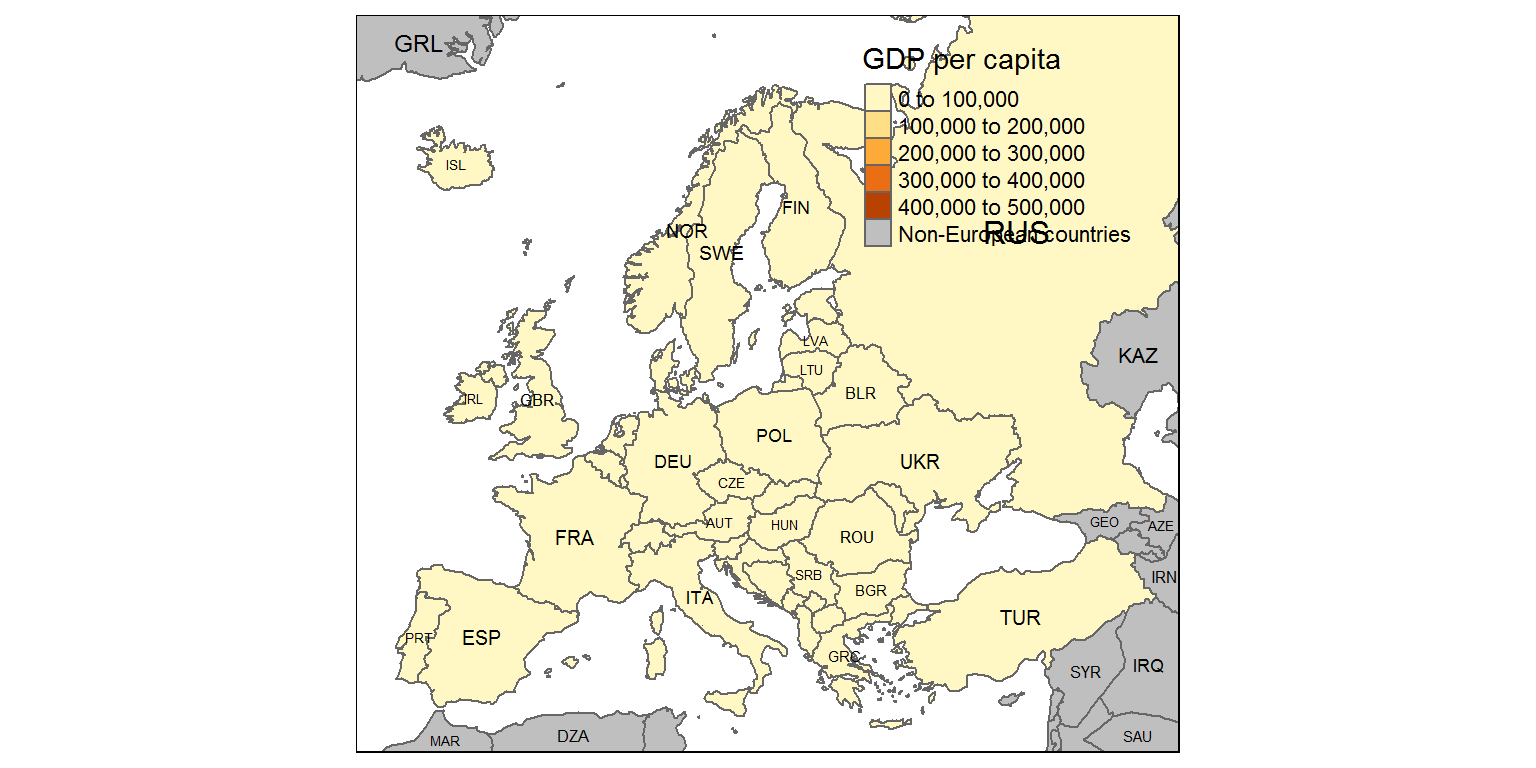 GRL
GDP per capita
0 to 100,000
100,000 to 200,000
200,000 to 300,000
300,000 to 400,000
400,000 to 500,000
Non-European countries
RUS
ISL
FIN
NOR
SWE
LVA
KAZ
LTU
BLR
IRL
GBR
POL
DEU
UKR
CZE
AUT
HUN
GEO
AZE
FRA
ROU
SRB
IRN
BGR
ITA
TUR
PRT
ESP
GRC
SYR
IRQ
MAR
DZA
SAU